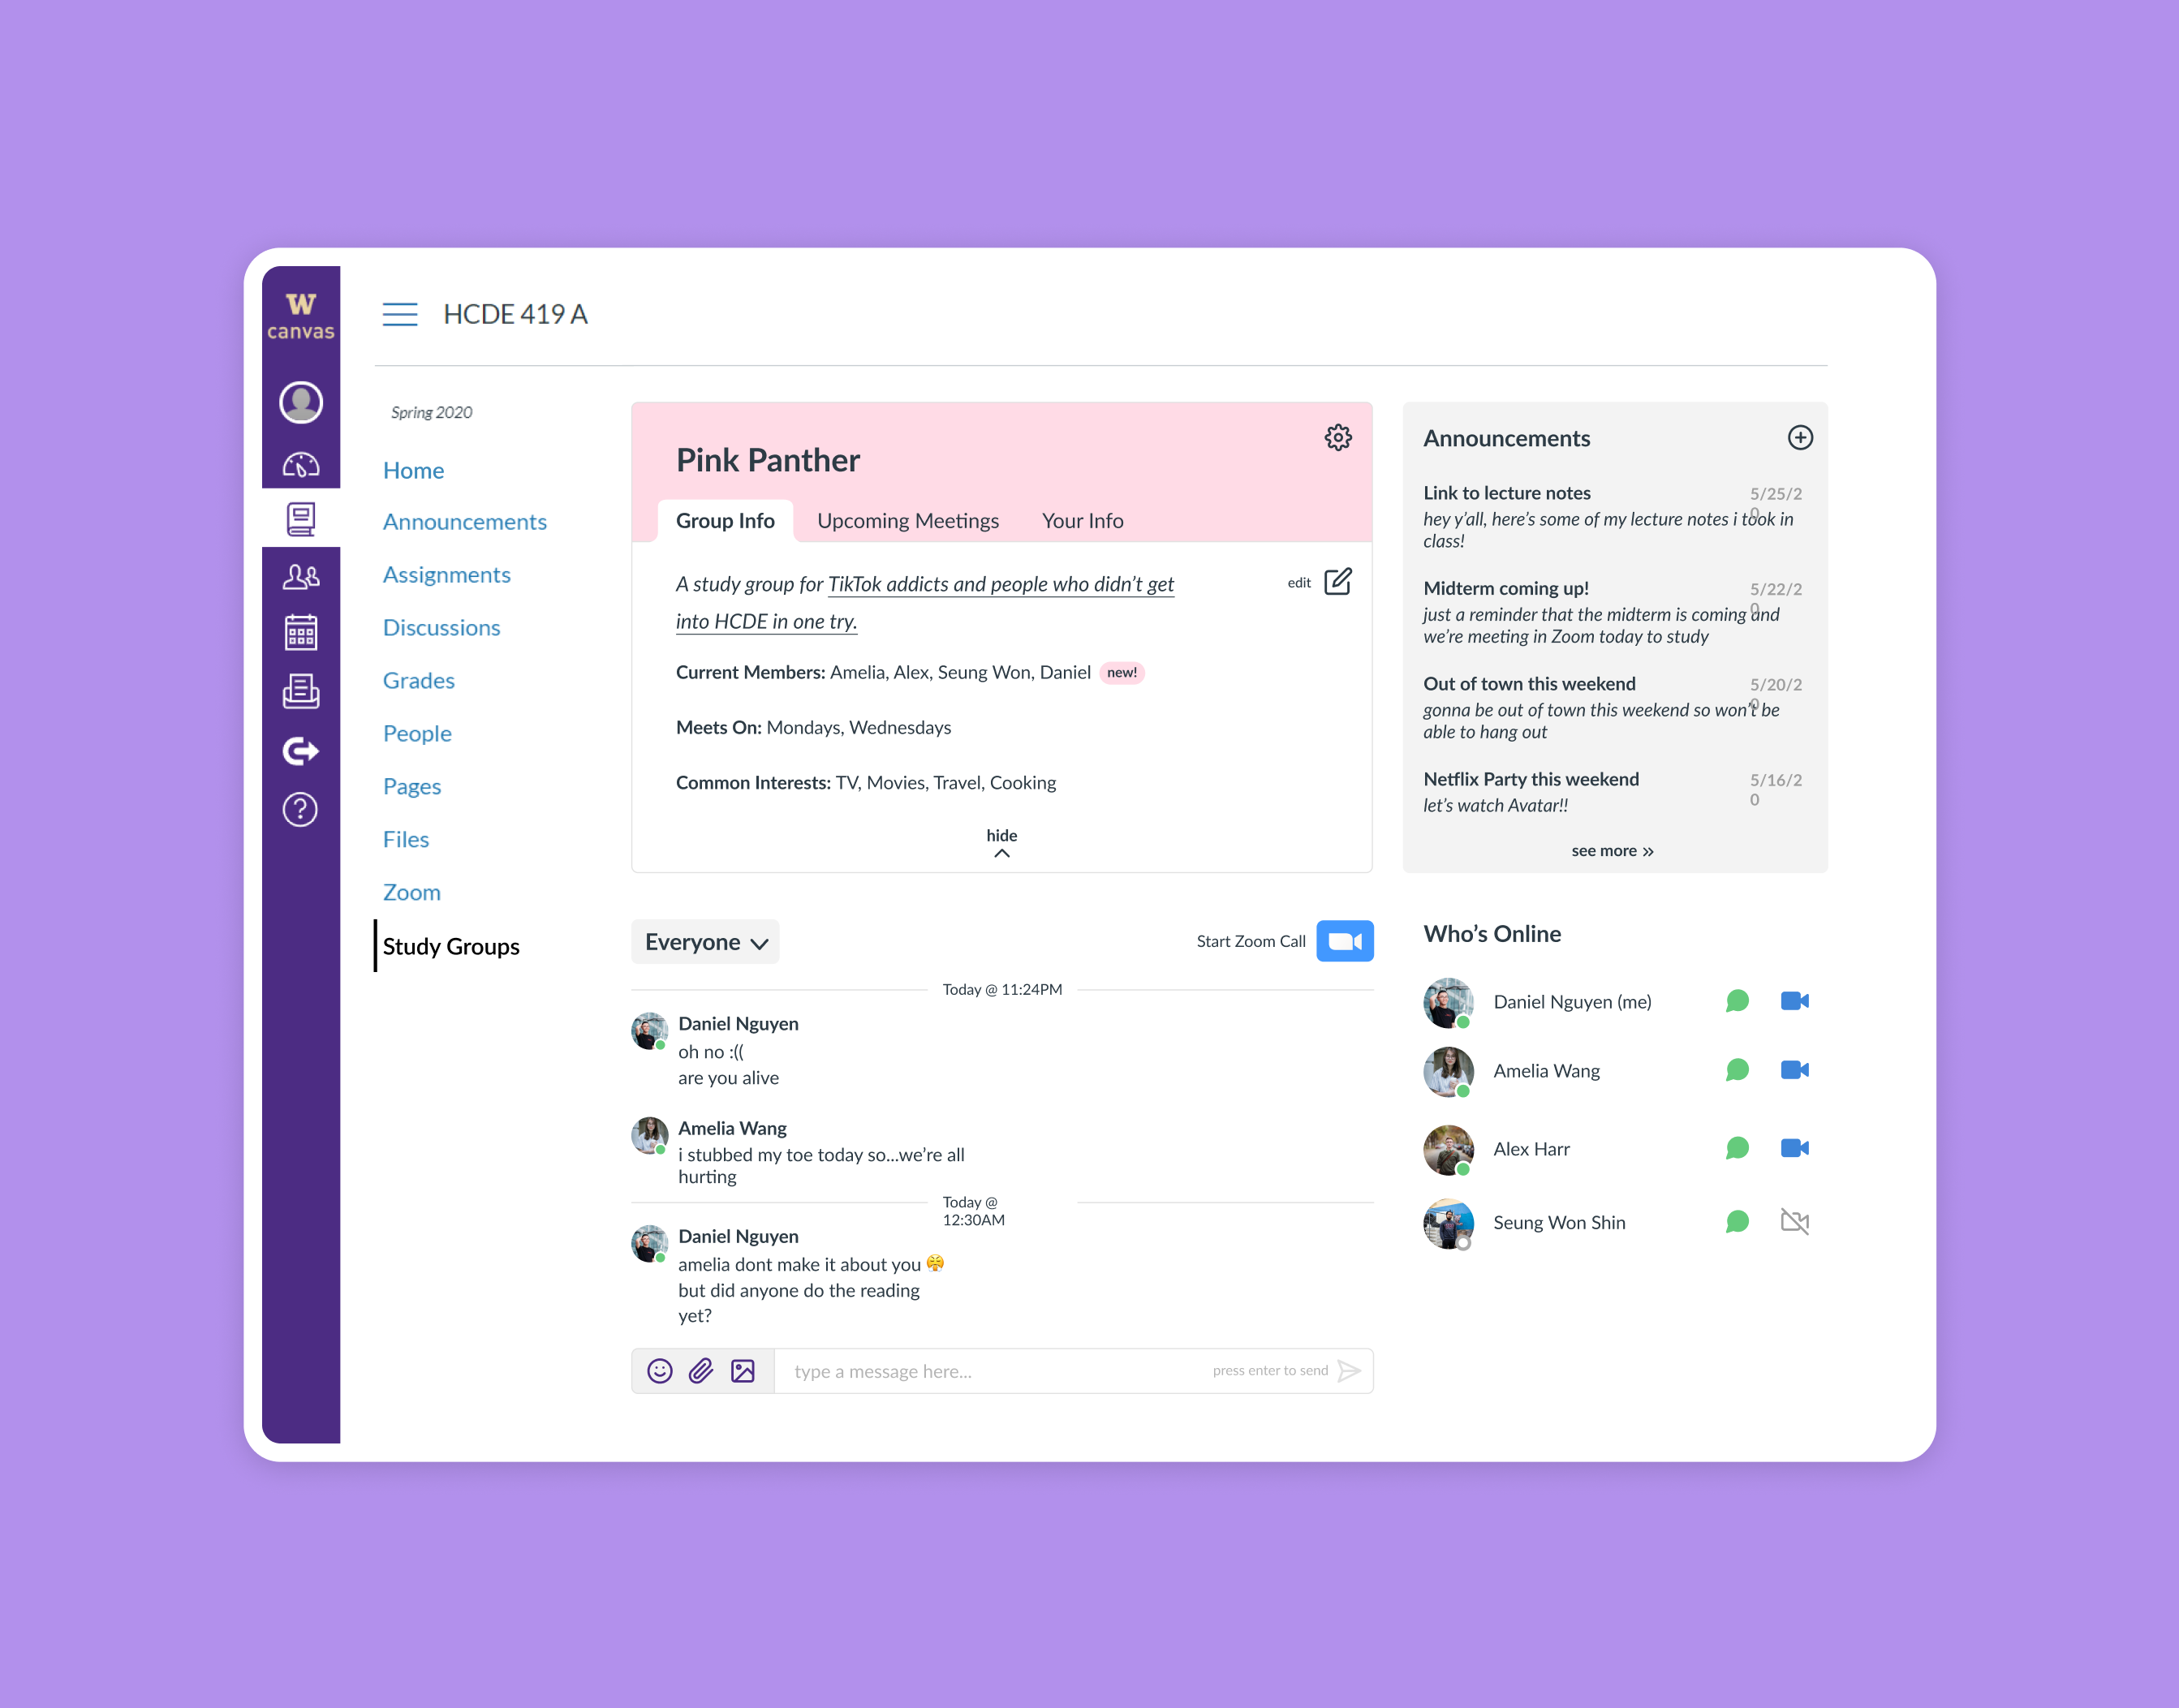 W
canvas
HCDE 419 A
Spring 2020
Home
Announcements
Assignments
Discussions
Grades
People
Pages
Files
Zoom
Study Groups
Pink Panther
Group Info
Upcoming Meetings
Your Info
A study group for TikTok addicts and people who didn't get
into HCDE in one try.
edit
Current Members: Amelia, Alex, Seung Won, Daniel new!
Meets On: Mondays, Wednesdays
Common Interests: TV, Movies, Travel, Cooking
hide
Announcements
Link to lecture notes
5/25/2
0
hey y'all, here's some of my lecture notes i took in
class!
Midterm coming up!
5/22/2
0
just a reminder that the midterm is coming and
we're meeting in Zoom today to study
Out of town this weekend
5/20/2
0
gonna be out of town this weekend so won't be
able to hang out
Netflix Party this weekend
5/16/2
0
let's watch Avatar!!
see more »
Everyone
Start Zoom Call
Today @ 11:24PM
Daniel Nguyen
oh no :((
are you alive
Amelia Wang
i stubbed my toe today so...we're all
hurting
Today @
12:30AM
Daniel Nguyen
amelia dont make it about you 😤
but did anyone do the reading
yet?
type a message here...
press enter to send
Who's Online
Daniel Nguyen (me)
Amelia Wang
Alex Harr
Seung Won Shin